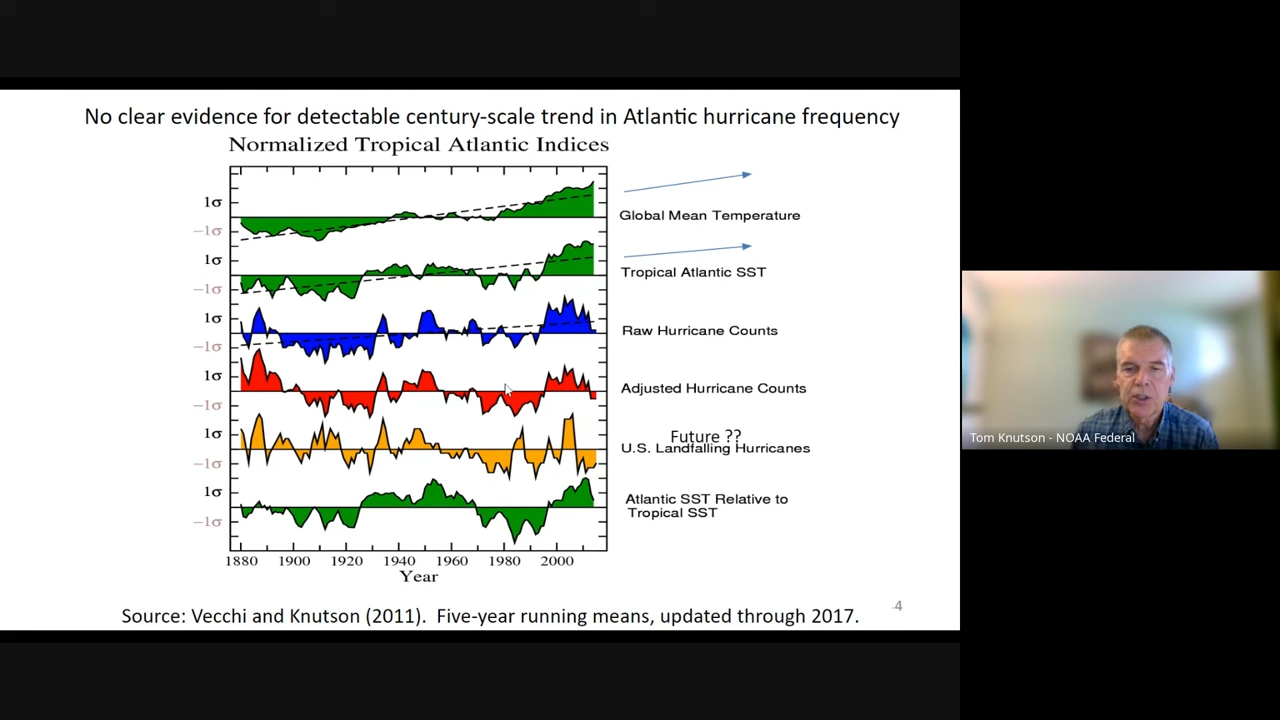 No clear evidence for detectable century-scale trend in Atlantic hurricane frequency
Normalized Tropical Atlantic Indices
1σ
−1σ
Global Mean Temperature
1σ
−1σ
Tropical Atlantic SST
1σ
−1σ
Raw Hurricane Counts
1σ
−1σ
Adjusted Hurricane Counts
1σ
−1σ
Future ??
U.S. Landfalling Hurricanes
1σ
−1σ
Atlantic SST Relative to
Tropical SST
1880 1900 1920 1940 1960 1980 2000
Year
Source: Vecchi and Knutson (2011). Five-year running means, updated through 2017.
4
Tom Knutson - NOAA Federal